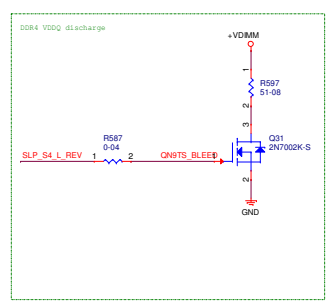 DDR4 VDDQ discharge
+VDIMM
1
R597
51-08
2
3
Q31
2N7002K-S
R587
0-04
SLP_S4_L_REV
1
2
QN9TS_BLEED
1
2
GND